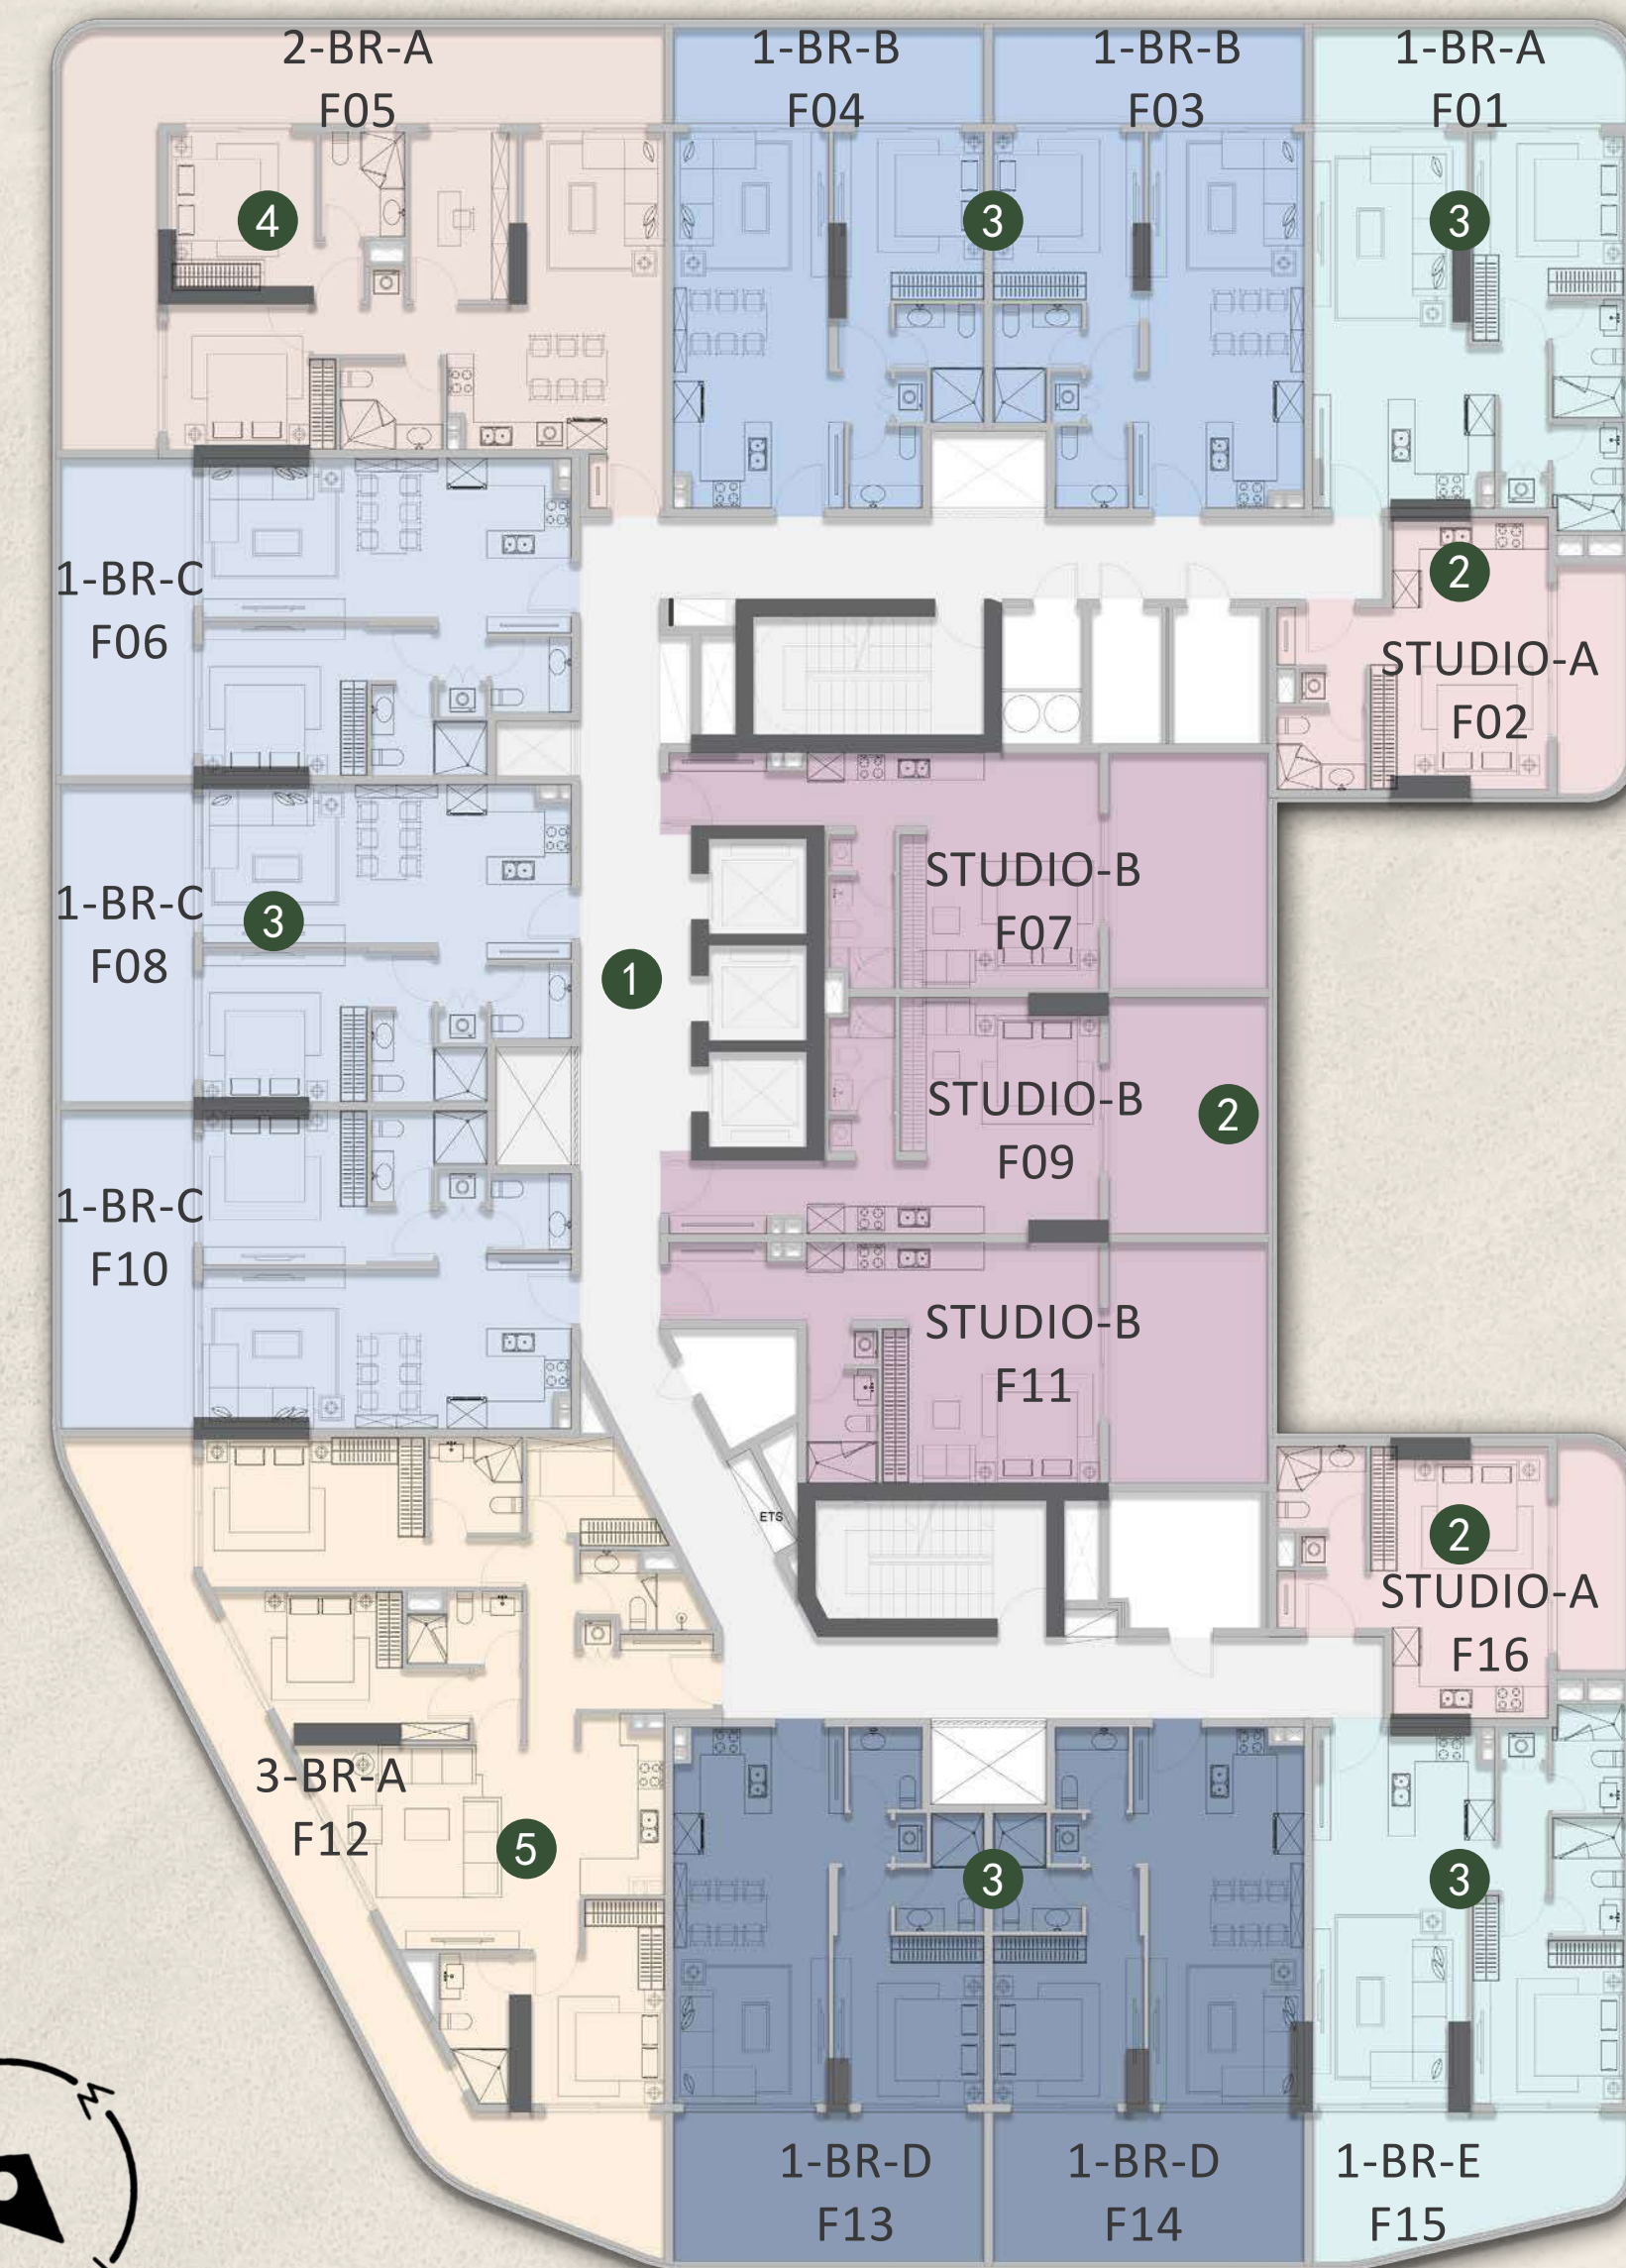 2-BR-A
F05
1-BR-B
F04
1-BR-B
F03
1-BR-A
F01
4
3
3
1-BR-C
F06
2
STUDIO-A
F02
1-BR-C
F08
3
STUDIO-B
F07
1
STUDIO-B
F09
2
1-BR-C
F10
STUDIO-B
F11
ETS
2
STUDIO-A
F16
3-BR-A
F12
5
3
3
1-BR-D
F13
1-BR-D
F14
1-BR-E
F15
N